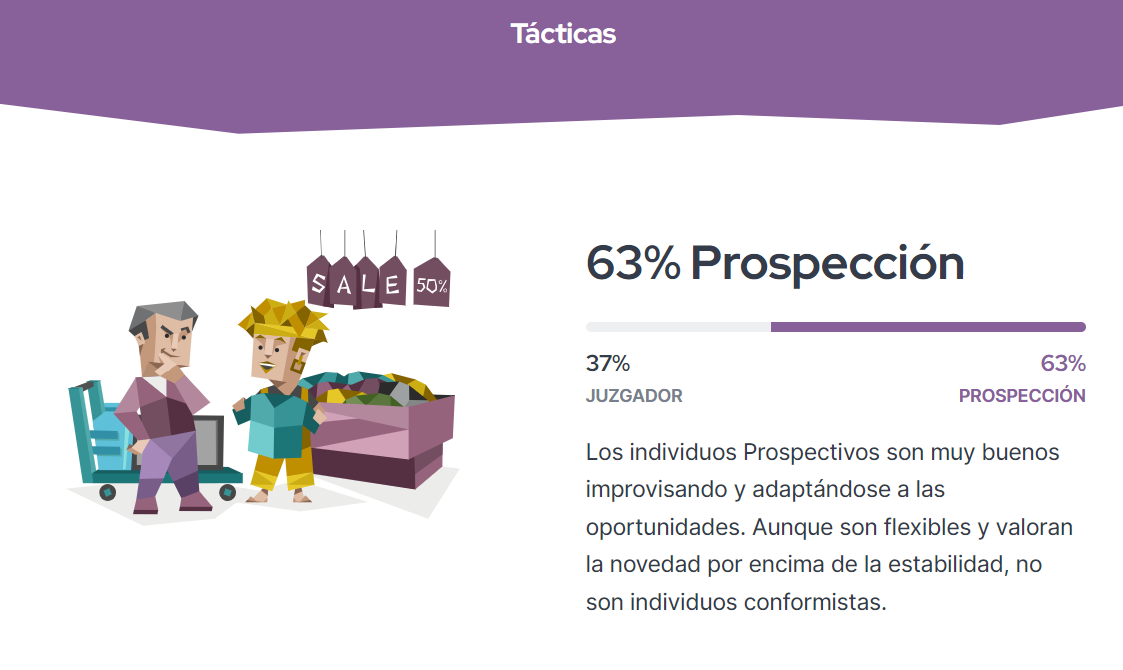 Tácticas
SALE 50%
63% Prospección
37%
63%
JUZGADOR
PROSPECCIÓN
Los individuos Prospectivos son muy buenos
improvisando y adaptándose a las
oportunidades. Aunque son flexibles y valoran
la novedad por encima de la estabilidad, no
son individuos conformistas.